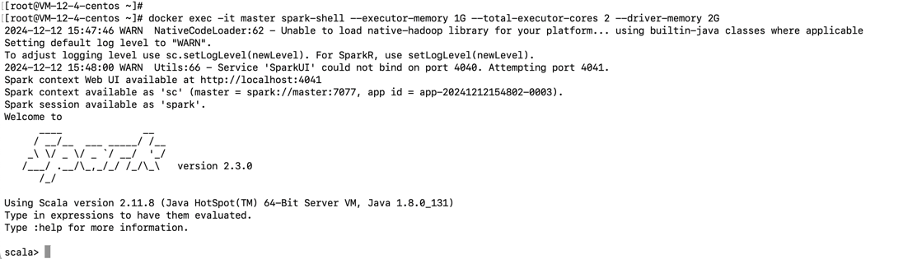 [root@VM-12-4-centos ~]#
[root@VM-12-4-centos ~]# docker exec -it master spark-shell --executor-memory 1G --total-executor-cores 2 --driver-memory 2G
2024-12-12 15:47:46 WARN  NativeCodeLoader:62 - Unable to load native-hadoop library for your platform... using builtin-java classes where applicable
Setting default log level to "WARN".
To adjust logging level use sc.setLogLevel(newLevel). For SparkR, use setLogLevel(newLevel).
2024-12-12 15:48:00 WARN  Utils:66 - Service 'SparkUI' could not bind on port 4040. Attempting port 4041.
Spark context Web UI available at http://localhost:4041
Spark context available as 'sc' (master = spark://master:7077, app id = app-20241212154802-0003).
Spark session available as 'spark'.
Welcome to
      ____              __
     / __/__  ___ _____/ /__
    _\ \/ _ \/ _ `/ __/  '_/
   /___/ .__/\_,_/_/ /_/\_\   version 2.3.0
      /_/
Using Scala version 2.11.8 (Java HotSpot(TM) 64-Bit Server VM, Java 1.8.0_131)
Type in expressions to have them evaluated.
Type :help for more information.
scala>